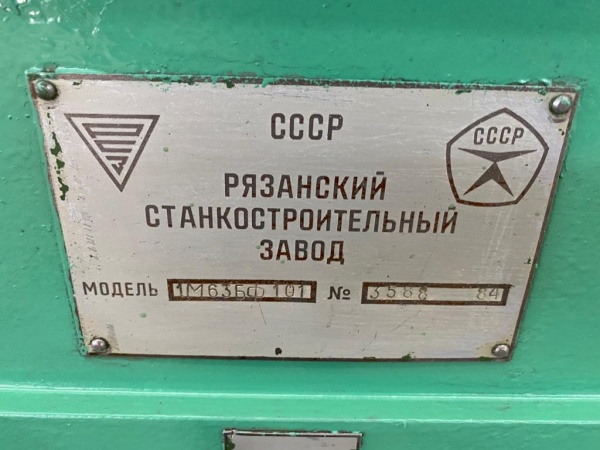 СССР
СССР
РЯЗАНСКИЙ
СТАНКОСТРОИТЕЛЬНЫЙ
ЗАВОД
МОДЕЛЬ 1М63БФ101 № 3588 84